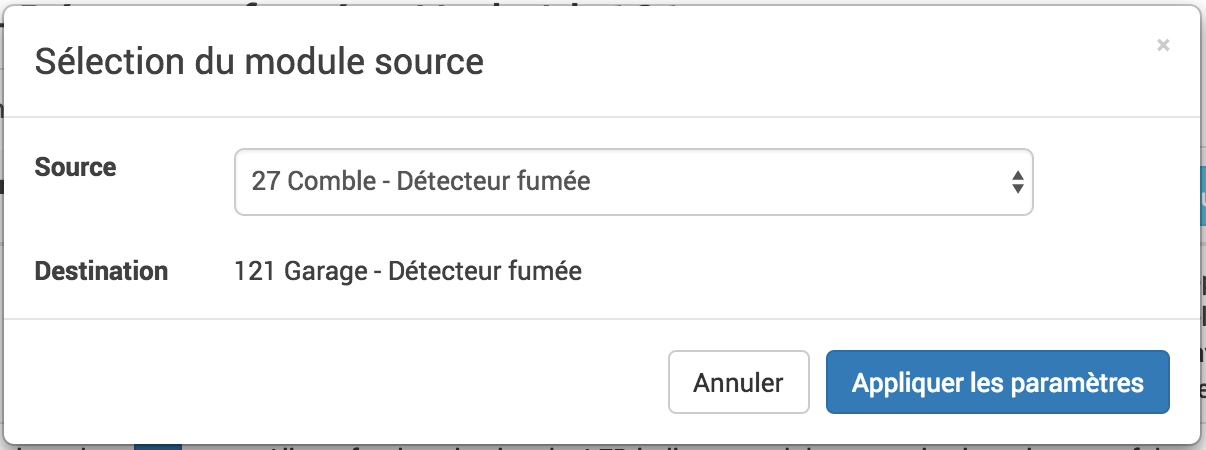 Sélection du module source
×
Source
27 Comble - Détecteur fumée
Destination
121 Garage - Détecteur fumée
Annuler
Appliquer les paramètres